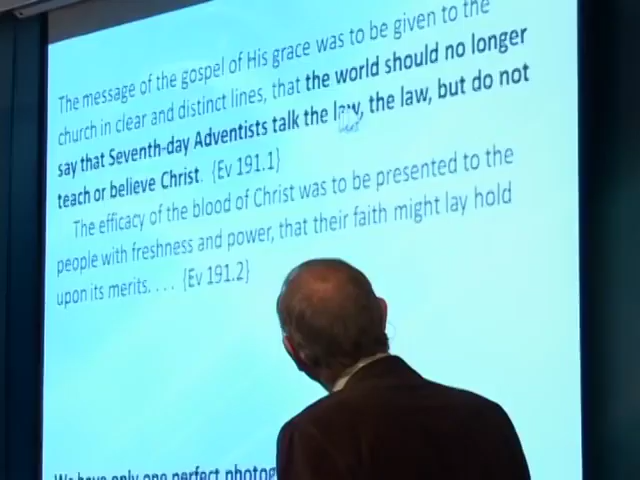 The message of the gospel of His grace was to be given to the
church in clear and distinct lines, that the world should no longer
say that Seventh-day Adventists talk the law, the law, but do not
teach or believe Christ. {Ev 191.1}
The efficacy of the blood of Christ was to be presented to the
people with freshness and power, that their faith might lay hold
upon its merits. . . . {Ev 191.2}
We have only one perfect